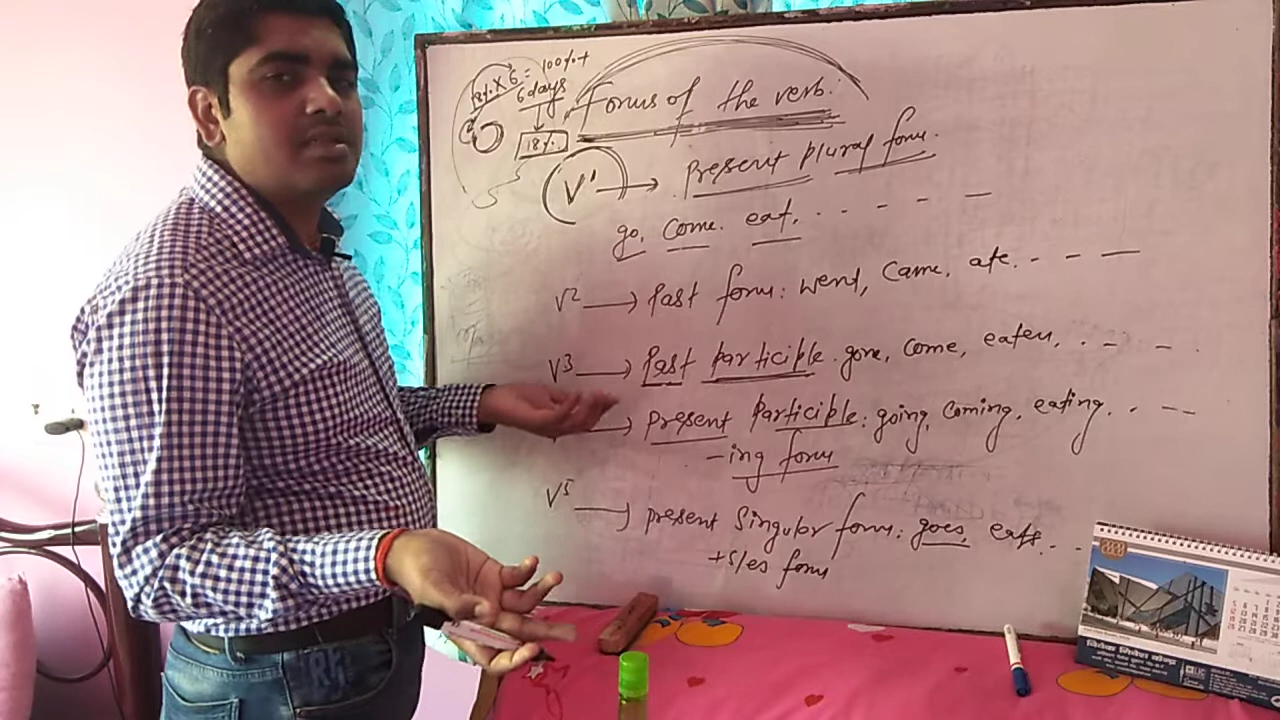 18% X 6 = 100%+
6 days
18%
Forms of the verb:
V¹ → Present plural form.
go, come. eat, . - - - - -
V² → Past form: went, came, ate. - - -
V³ → Past participle. gone, come, eaten, . - - .
→ Present Participle: going, coming, eating. . - -
-ing form
V⁵ → present Singular form: goes, eats. . -
+s/es form
विवेक निवेश केन्द्र
LIC